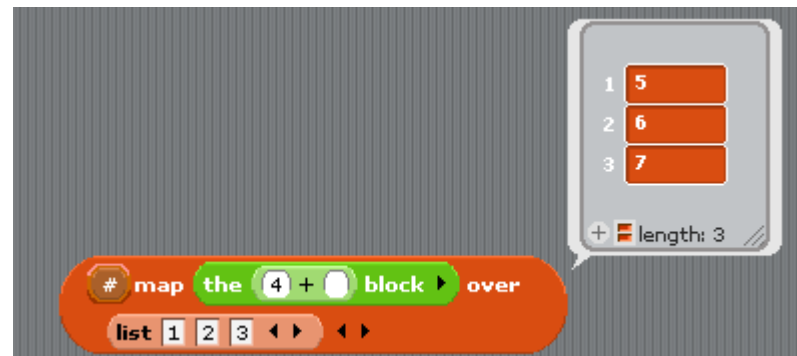 1 5
2 6
3 7
+ length: 3
# map the 4 + block over
list 1 2 3